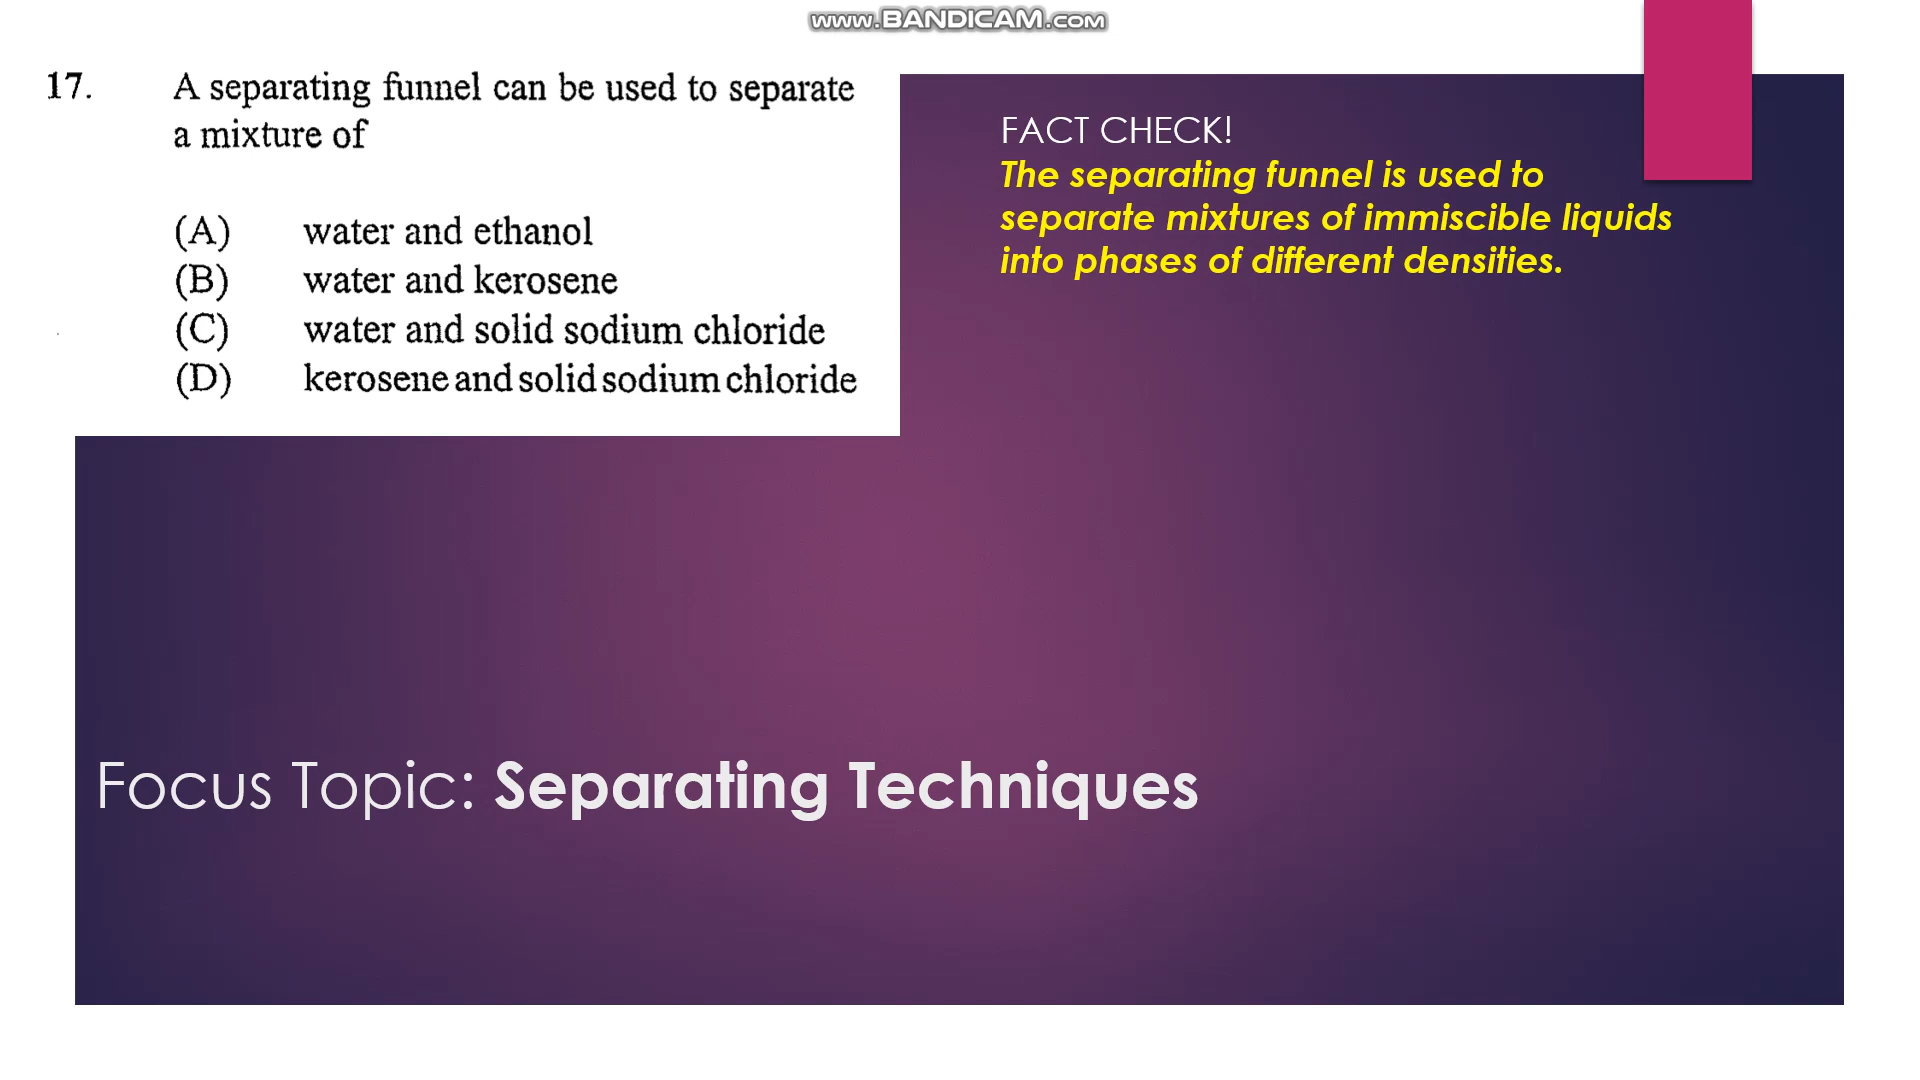 www.BANDICAM.com
17. A separating funnel can be used to separate
a mixture of
(A) water and ethanol
(B) water and kerosene
(C) water and solid sodium chloride
(D) kerosene and solid sodium chloride
FACT CHECK!
The separating funnel is used to
separate mixtures of immiscible liquids
into phases of different densities.
Focus Topic: Separating Techniques